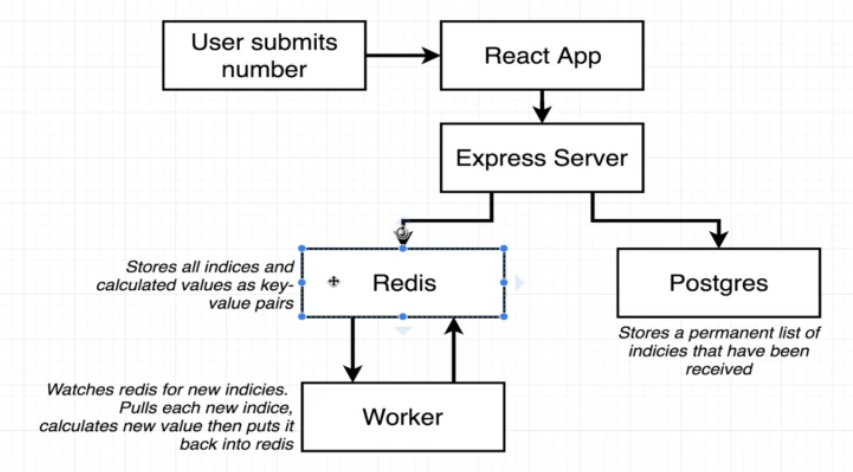 User submits
number
React App
Express Server
Stores all indices and
calculated values as key-
value pairs
Redis
Postgres
Stores a permanent list of
indicies that have been
received
Watches redis for new indicies.
Pulls each new indice,
calculates new value then puts it
back into redis
Worker